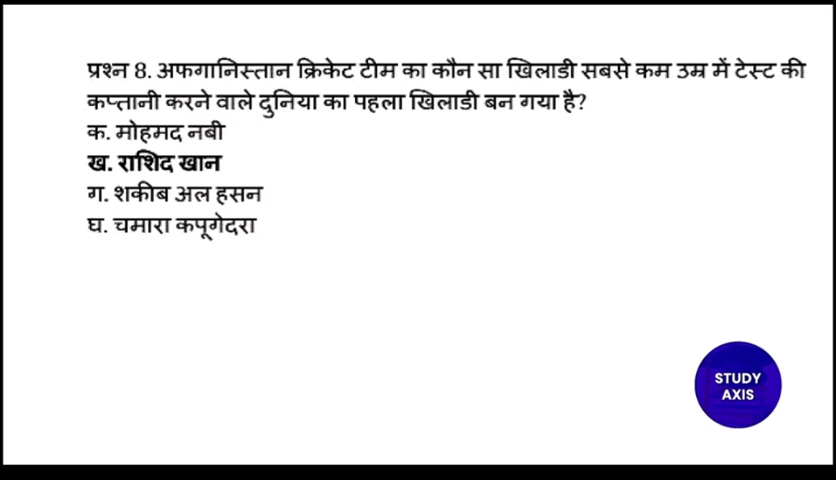 प्रश्न 8. अफगानिस्तान क्रिकेट टीम का कौन सा खिलाडी सबसे कम उम्र में टेस्ट की
कप्तानी करने वाले दुनिया का पहला खिलाडी बन गया है?
क. मोहमद नबी
ख. राशिद खान
ग. शकीब अल हसन
घ. चमारा कपूगेदरा
STUDY
AXIS